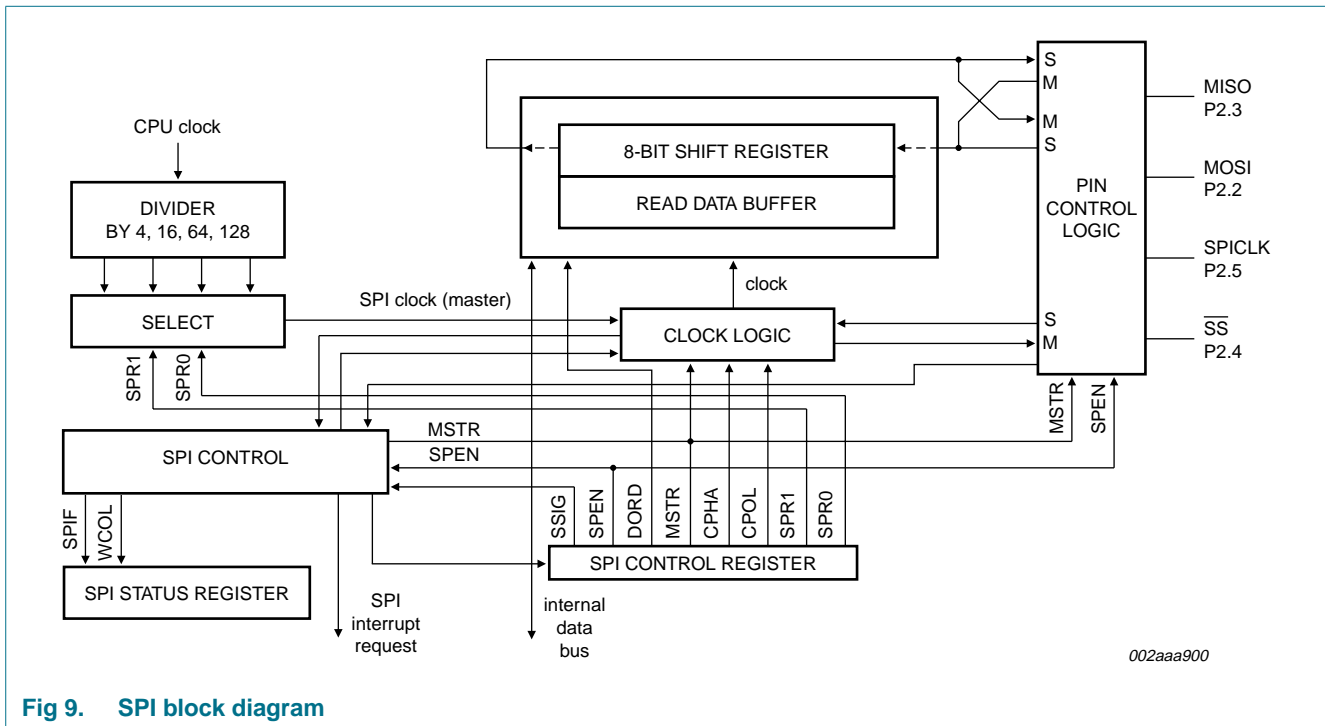 CPU clock
DIVIDER
BY 4, 16, 64, 128
SELECT
SPR1
SPR0
SPI clock (master)
8-BIT SHIFT REGISTER
READ DATA BUFFER
clock
CLOCK LOGIC
S
M
M
S
PIN
CONTROL
LOGIC
S
M
MISO
P2.3
MOSI
P2.2
SPICLK
P2.5
SS
P2.4
MSTR
SPEN
SPI CONTROL
MSTR
SPEN
SPIF
WCOL
SPI STATUS REGISTER
SSIG
SPEN
DORD
MSTR
CPHA
CPOL
SPR1
SPR0
SPI CONTROL REGISTER
SPI
interrupt
request
internal
data
bus
002aaa900
Fig 9. SPI block diagram